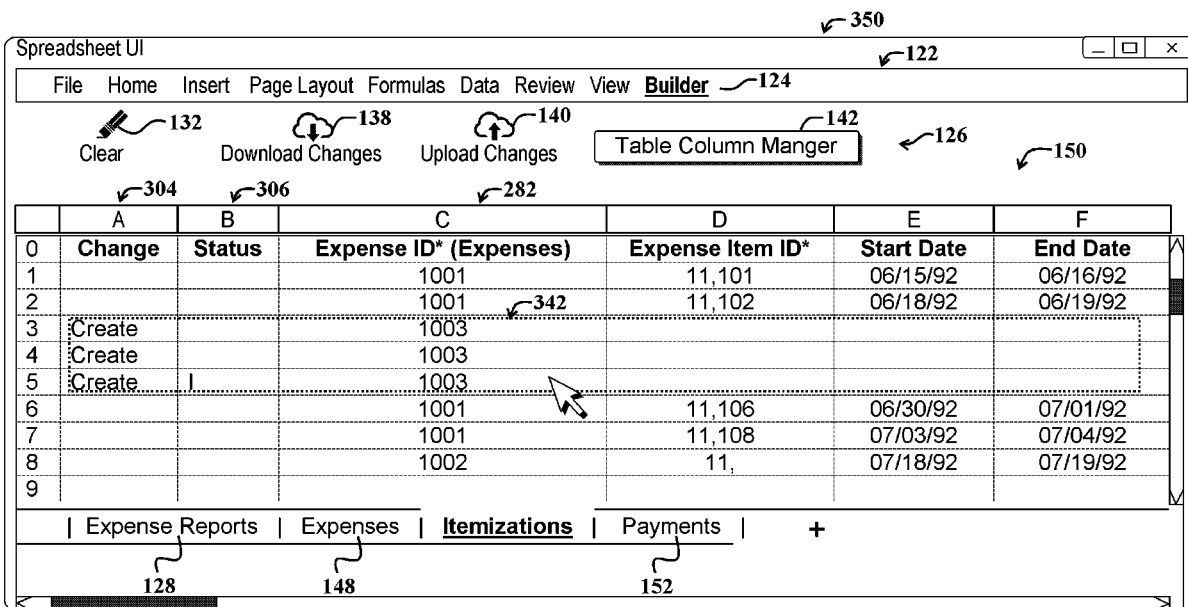 350
Spreadsheet UI
122
File Home Insert Page Layout Formulas Data Review View Builder 124
132 138 140 142
Clear Download Changes Upload Changes Table Column Manger 126
150
304 306 282
A B C D E F
0 Change Status Expense ID* (Expenses) Expense Item ID* Start Date End Date
1 1001 11,101 06/15/92 06/16/92
2 1001 11,102 06/18/92 06/19/92
342
3 Create 1003
4 Create 1003
5 Create 1003
6 1001 11,106 06/30/92 07/01/92
7 1001 11,108 07/03/92 07/04/92
8 1002 11, 07/18/92 07/19/92
9
| Expense Reports | Expenses | Itemizations | Payments | +
128 148 152